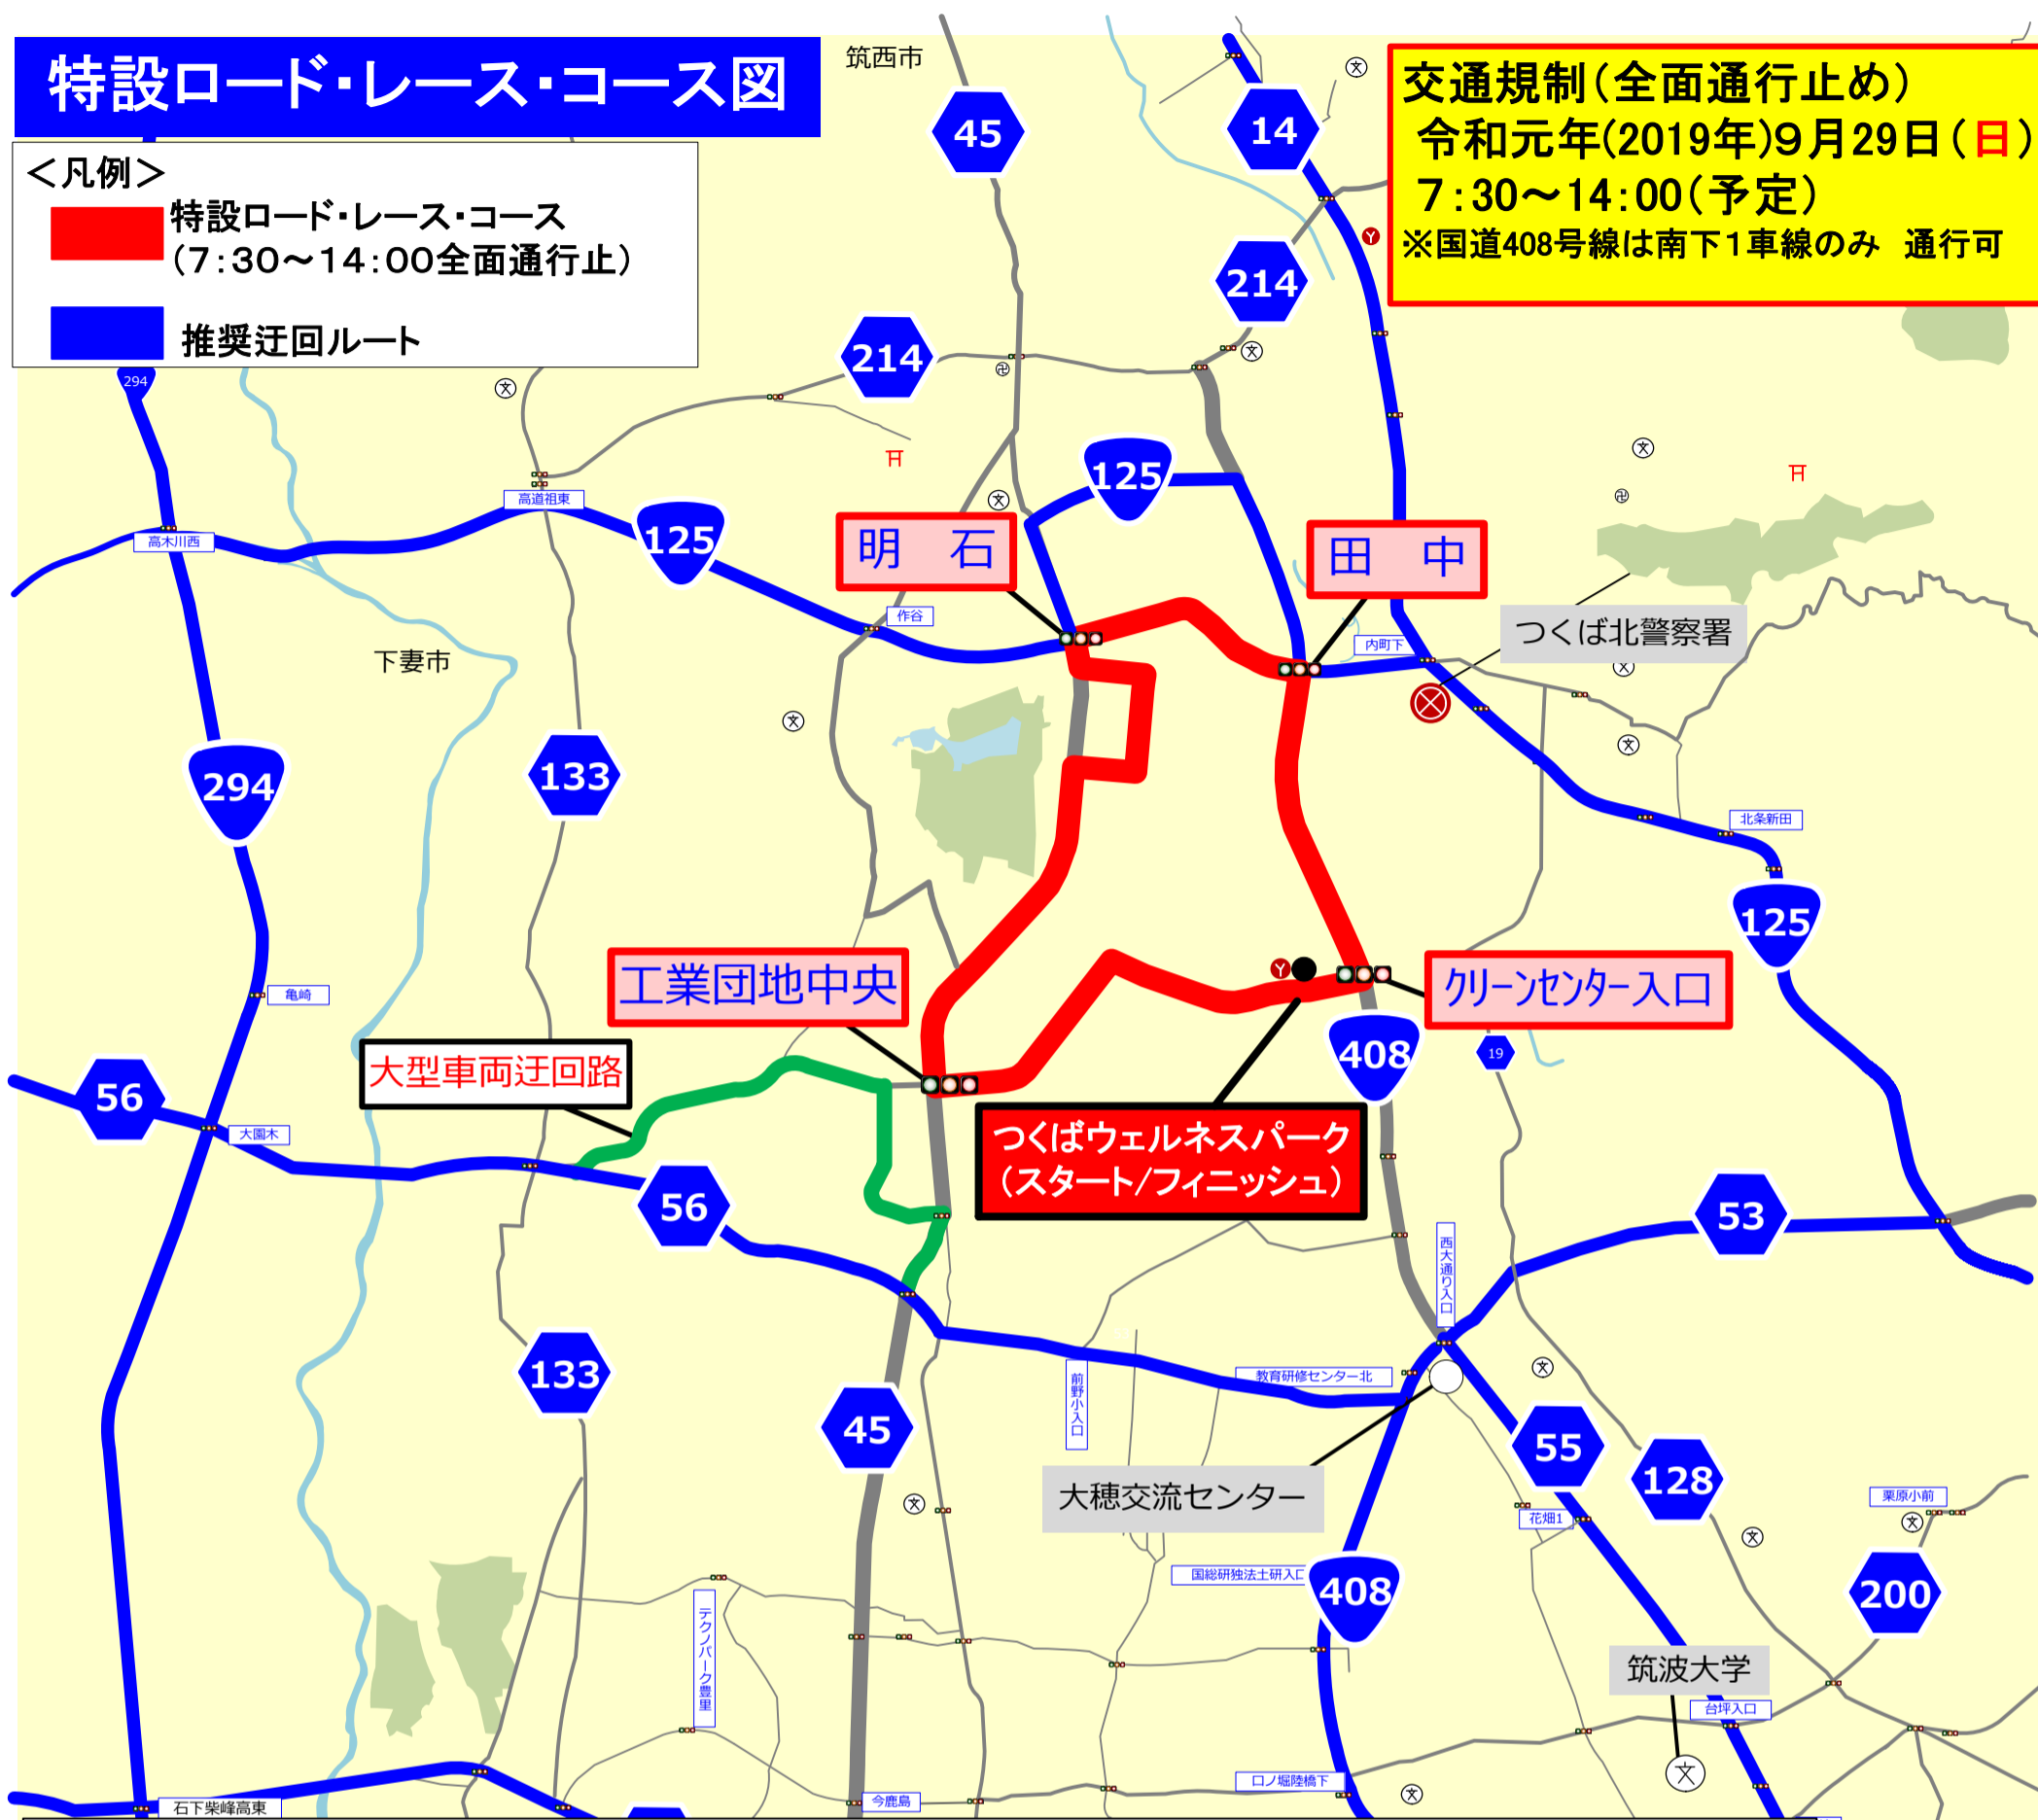 特設ロード・レース・コース図
筑西市
交通規制（全面通行止め）
令和元年(2019年)９月29日（日）
７：30～14：00（予定）
※国道408号線は南下１車線のみ　通行可
＜凡例＞
特設ロード・レース・コース
（７：３０～１４：００全面通行止）
推奨迂回ルート
45
14
214
214
294
125
高道祖東
高木川西
125
明　石
田　中
作谷
内町下
つくば北警察署
下妻市
133
294
北条新田
125
工業団地中央
クリーンセンター入口
亀崎
大型車両迂回路
408
19
56
大園木
つくばウェルネスパーク
（スタート/フィニッシュ）
56
53
西大通り入口
133
前野小入口
教育研修センター北
45
55
128
大穂交流センター
栗原小前
花畑1
国総研独法土研入口
408
200
テクノパーク豊里
筑波大学
台坪入口
口ノ堀陸橋下
石下柴峰高東
今鹿島